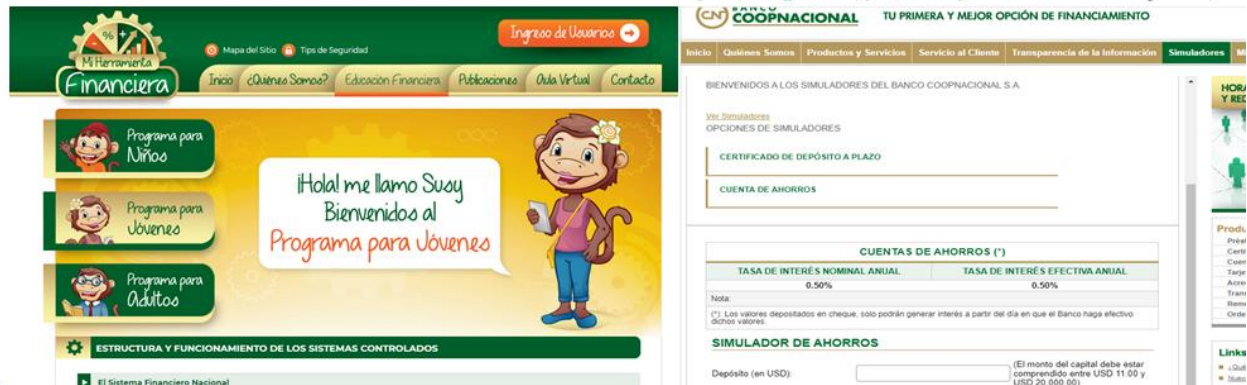 Mi Herramienta
Financiera
Mapa del Sitio
Tips de Seguridad
Ingreso de Usuarios
Inicio
¿Quiénes Somos?
Educación Financiera
Publicaciones
Aula Virtual
Contacto
Programa para
Niños
Programa para
Jóvenes
Programa para
Adultos
¡Hola! me llamo Susy
Bienvenidos al
Programa para Jóvenes
ESTRUCTURA Y FUNCIONAMIENTO DE LOS SISTEMAS CONTROLADOS
El Sistema Financiero Nacional
BANCO
COOPNACIONAL
TU PRIMERA Y MEJOR OPCIÓN DE FINANCIAMIENTO
Inicio
Quiénes Somos
Productos y Servicios
Servicio al Cliente
Transparencia de la Información
Simuladores
BIENVENIDOS A LOS SIMULADORES DEL BANCO COOPNACIONAL S.A.
Ver Simuladores
OPCIONES DE SIMULADORES
CERTIFICADO DE DEPÓSITO A PLAZO
CUENTA DE AHORROS
CUENTAS DE AHORROS (*)
TASA DE INTERÉS NOMINAL ANUAL
TASA DE INTERÉS EFECTIVA ANUAL
0.50%
0.50%
Nota:
(*): Los valores depositados en cheque, solo podrán generar interés a partir del día en que el Banco haga efectivo
dichos valores.
SIMULADOR DE AHORROS
Depósito (en USD):
(El monto del capital debe estar
comprendido entre USD 11.00 y
USD 20,000.00)
HORA
Y RED
Produ
Links